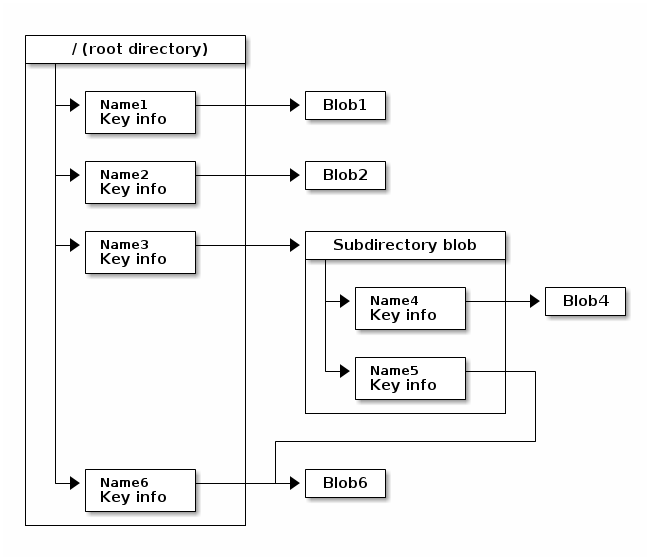 / (root directory)
Name1
Key info
Blob1
Name2
Key info
Blob2
Name3
Key info
Subdirectory blob
Name4
Key info
Blob4
Name5
Key info
Name6
Key info
Blob6